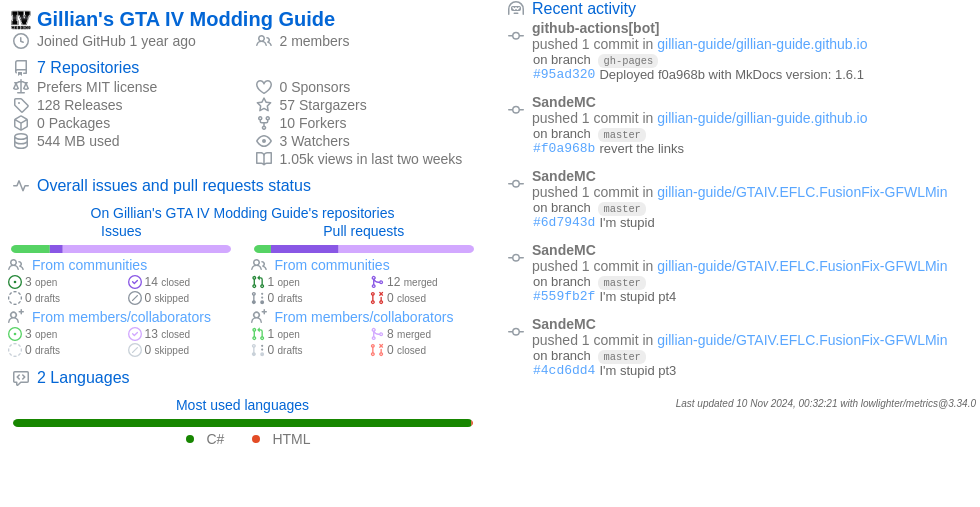 Gillian's GTA IV Modding Guide
Joined GitHub 1 year ago
2 members
7 Repositories
Prefers MIT license
128 Releases
0 Packages
544 MB used
0 Sponsors
57 Stargazers
10 Forkers
3 Watchers
1.05k views in last two weeks
Overall issues and pull requests status
On Gillian's GTA IV Modding Guide's repositories
Issues
From communities
3 open
14 closed
0 drafts
0 skipped
From members/collaborators
3 open
13 closed
0 drafts
0 skipped
Pull requests
From communities
1 open
12 merged
0 drafts
0 closed
From members/collaborators
1 open
8 merged
0 drafts
0 closed
2 Languages
Most used languages
C#
HTML
Recent activity
github-actions[bot]
pushed 1 commit in gillian-guide/gillian-guide.github.io
on branch gh-pages
#95ad320 Deployed f0a968b with MkDocs version: 1.6.1
SandeMC
pushed 1 commit in gillian-guide/gillian-guide.github.io
on branch master
#f0a968b revert the links
SandeMC
pushed 1 commit in gillian-guide/GTAIV.EFLC.FusionFix-GFWLMin
on branch master
#6d7943d I'm stupid
SandeMC
pushed 1 commit in gillian-guide/GTAIV.EFLC.FusionFix-GFWLMin
on branch master
#559fb2f I'm stupid pt4
SandeMC
pushed 1 commit in gillian-guide/GTAIV.EFLC.FusionFix-GFWLMin
on branch master
#4cd6dd4 I'm stupid pt3
Last updated 10 Nov 2024, 00:32:21 with lowlighter/metrics@3.34.0